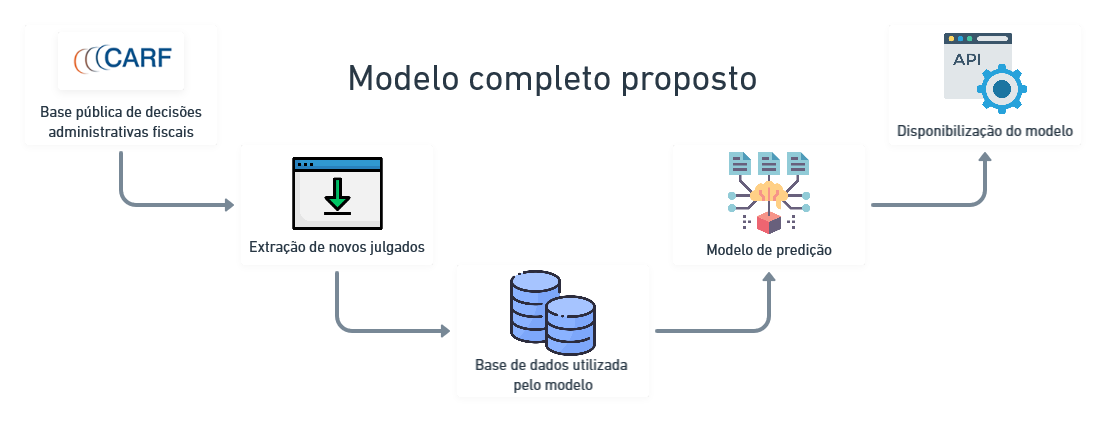 CARF
Base pública de decisões
administrativas fiscais
Modelo completo proposto
API
Disponibilização do modelo
Extração de novos julgados
Modelo de predição
Base de dados utilizada
pelo modelo